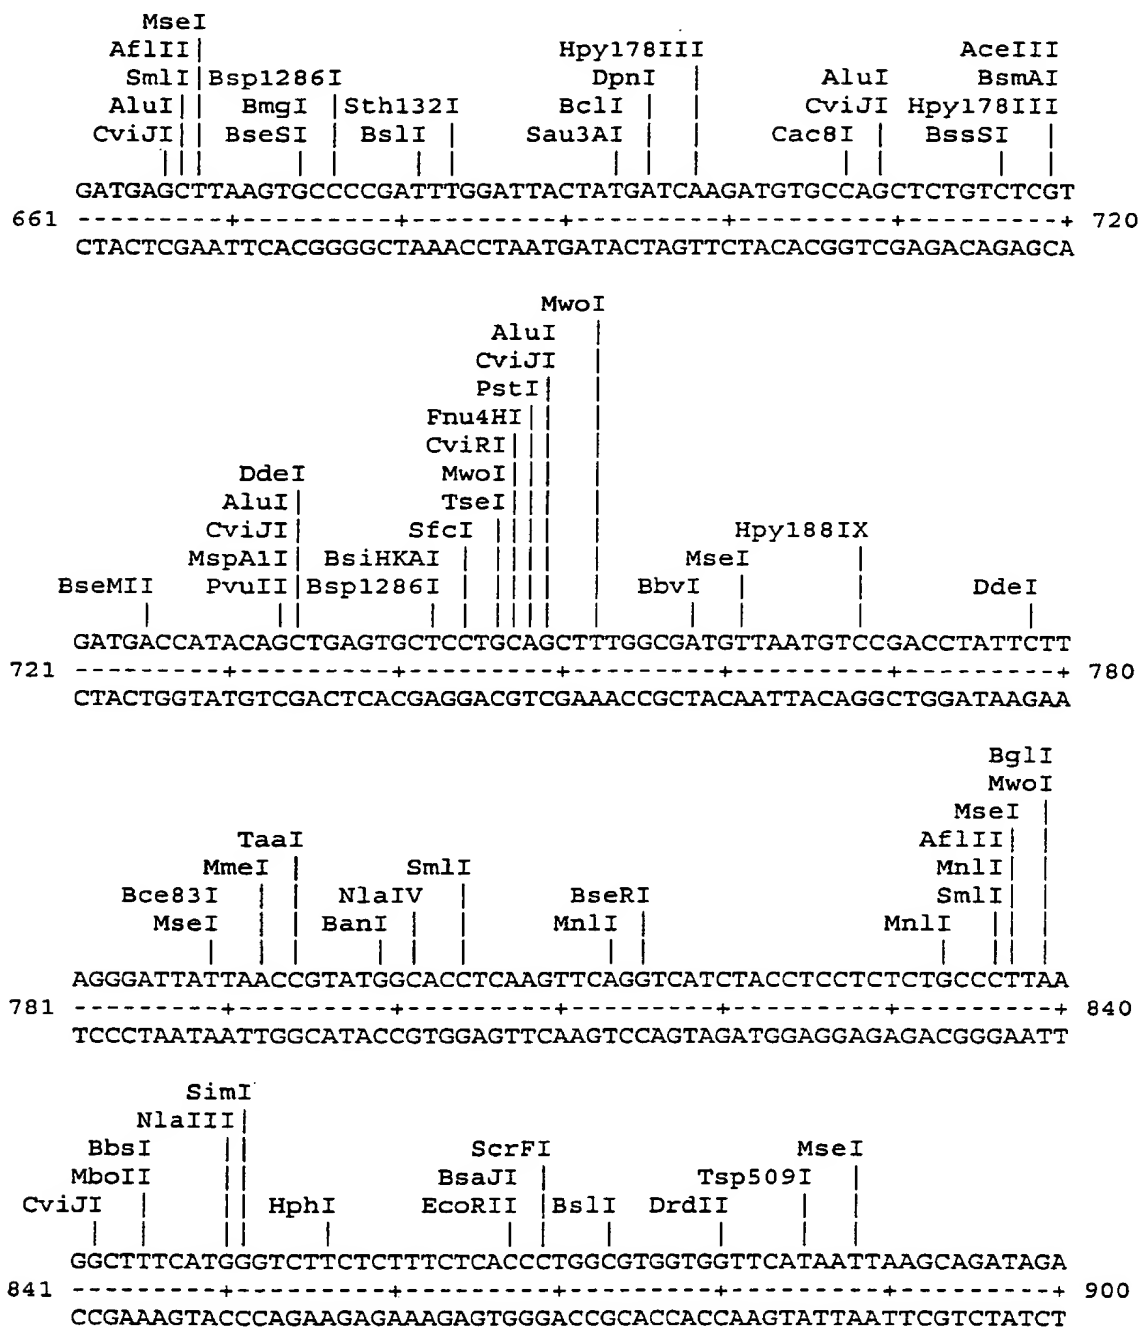 MseI
AflII
Hpy178III AceIII
SmlI Bsp1286I DpnI AluI BsmAI
AluI BmgI Sth132I BclI CviJI Hpy178III
CviJI BseSI BslI Sau3AI Cac8I BssSI
GATGAGCTTAAGTGCCCCGATTTGGATTACTATGATCAAGATGTGCCAGCTCTGTCTCGT
661 ---------+---------+---------+---------+---------+---------+ 720
CTACTCGAATTCACGGGGCTAAACCTAATGATACTAGTTCTACACGGTCGAGACAGAGCA
MwoI
AluI
CviJI
PstI
Fnu4HI
CviRI
DdeI MwoI
AluI TseI
CviJI SfcI Hpy188IX
MspA1I BsiHKAI MseI
BseMII PvuII Bsp1286I BbvI DdeI
GATGACCATACAGCTGAGTGCTCCTGCAGCTTTGGCGATGTTAATGTCCGACCTATTCTT
721 ---------+---------+---------+---------+---------+---------+ 780
CTACTGGTATGTCGACTCACGAGGACGTCGAAACCGCTACAATTACAGGCTGGATAAGAA
BglI
MwoI
MseI
TaaI AflII
MmeI SmlI MnlI
Bce83I NlaIV BseRI SmlI
MseI BanI MnlI MnlI
AGGGATTATTAACCGTATGGCACCTCAAGTTCAGGTCATCTACCTCCTCTCTGCCCTTAA
781 ---------+---------+---------+---------+---------+---------+ 840
TCCCTAATAATTGGCATACCGTGGAGTTCAAGTCCAGTAGATGGAGGAGAGACGGGAATT
SimI
NlaIII
BbsI ScrFI MseI
MboII BsaJI Tsp509I
CviJI HphI EcoRII BslI DrdII
GGCTTTCATGGGTCTTCTCTTTCTCACCCTGGCGTGGTGGTTCATAATTAAGCAGATAGA
841 ---------+---------+---------+---------+---------+---------+ 900
CCGAAAGTACCCAGAAGAGAAAGAGTGGGACCGCACCACCAAGTATTAATTCGTCTATCT